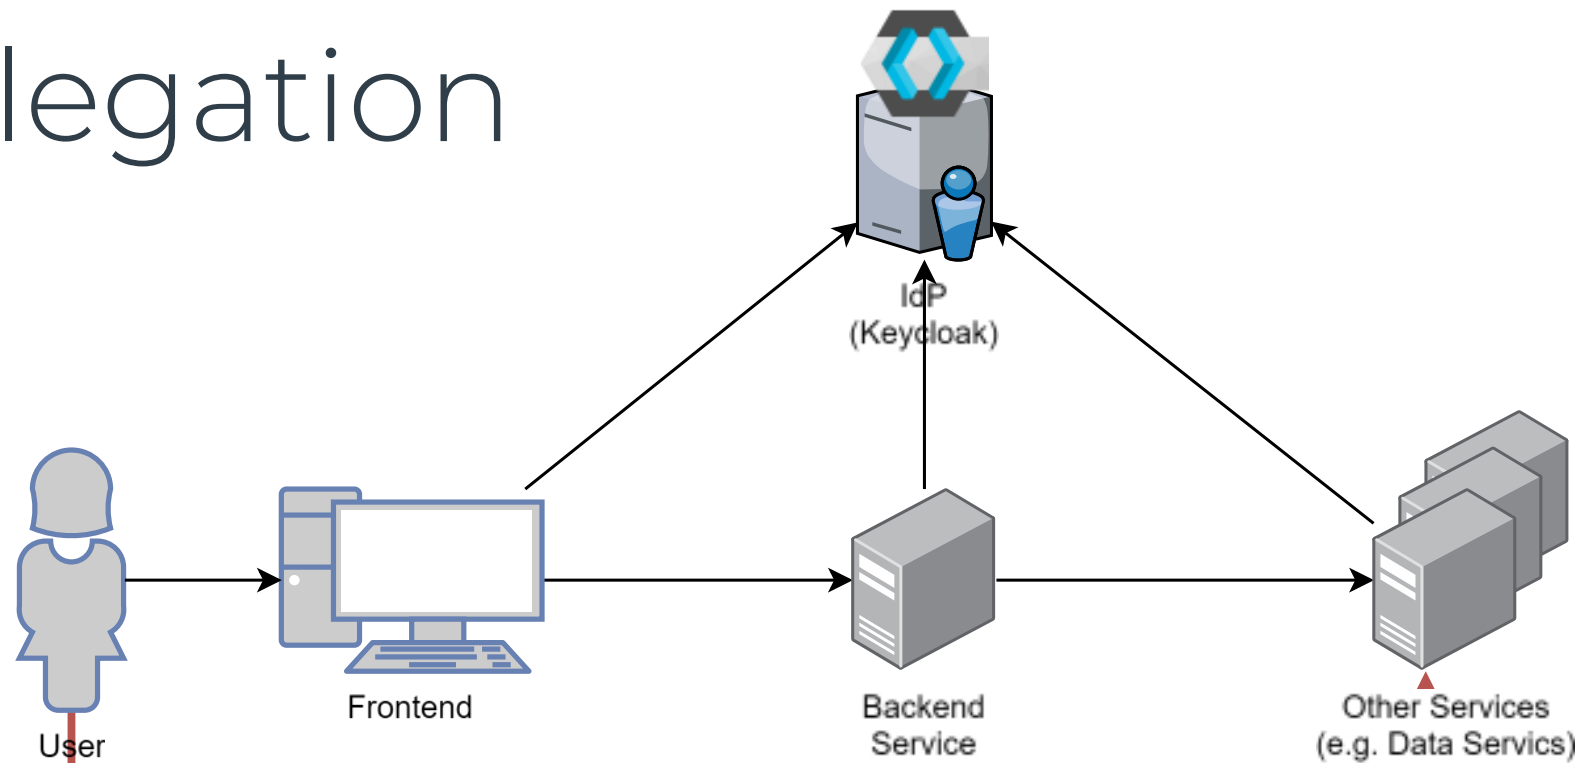 legation
IdP
(Keycloak)
Frontend
Backend
Service
Other Services
(e.g. Data Servics)
User